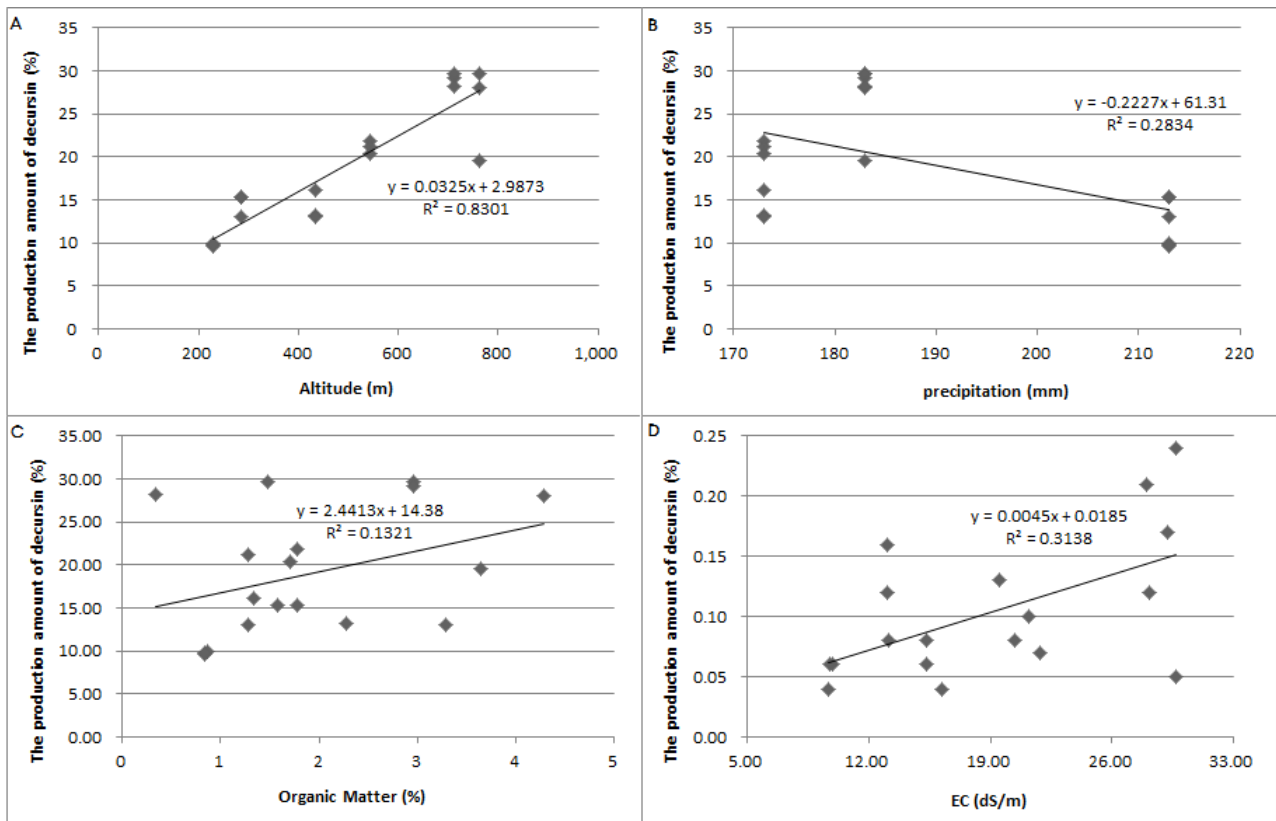 A
The production amount of decursin (%)
35
30
25
20
15
10
5
0
y = 0.0325x + 2.9873
R² = 0.8301
0 200 400 600 800 1,000
Altitude (m)
B
The production amount of decursin (%)
35
30
25
20
15
10
5
0
y = -0.2227x + 61.31
R² = 0.2834
170 180 190 200 210 220
precipitation (mm)
C
The production amount of decursin (%)
35.00
30.00
25.00
20.00
15.00
10.00
5.00
0.00
y = 2.4413x + 14.38
R² = 0.1321
0 1 2 3 4 5
Organic Matter (%)
D
The production amount of decursin (%)
0.25
0.20
0.15
0.10
0.05
0.00
y = 0.0045x + 0.0185
R² = 0.3138
5.00 12.00 19.00 26.00 33.00
EC (dS/m)